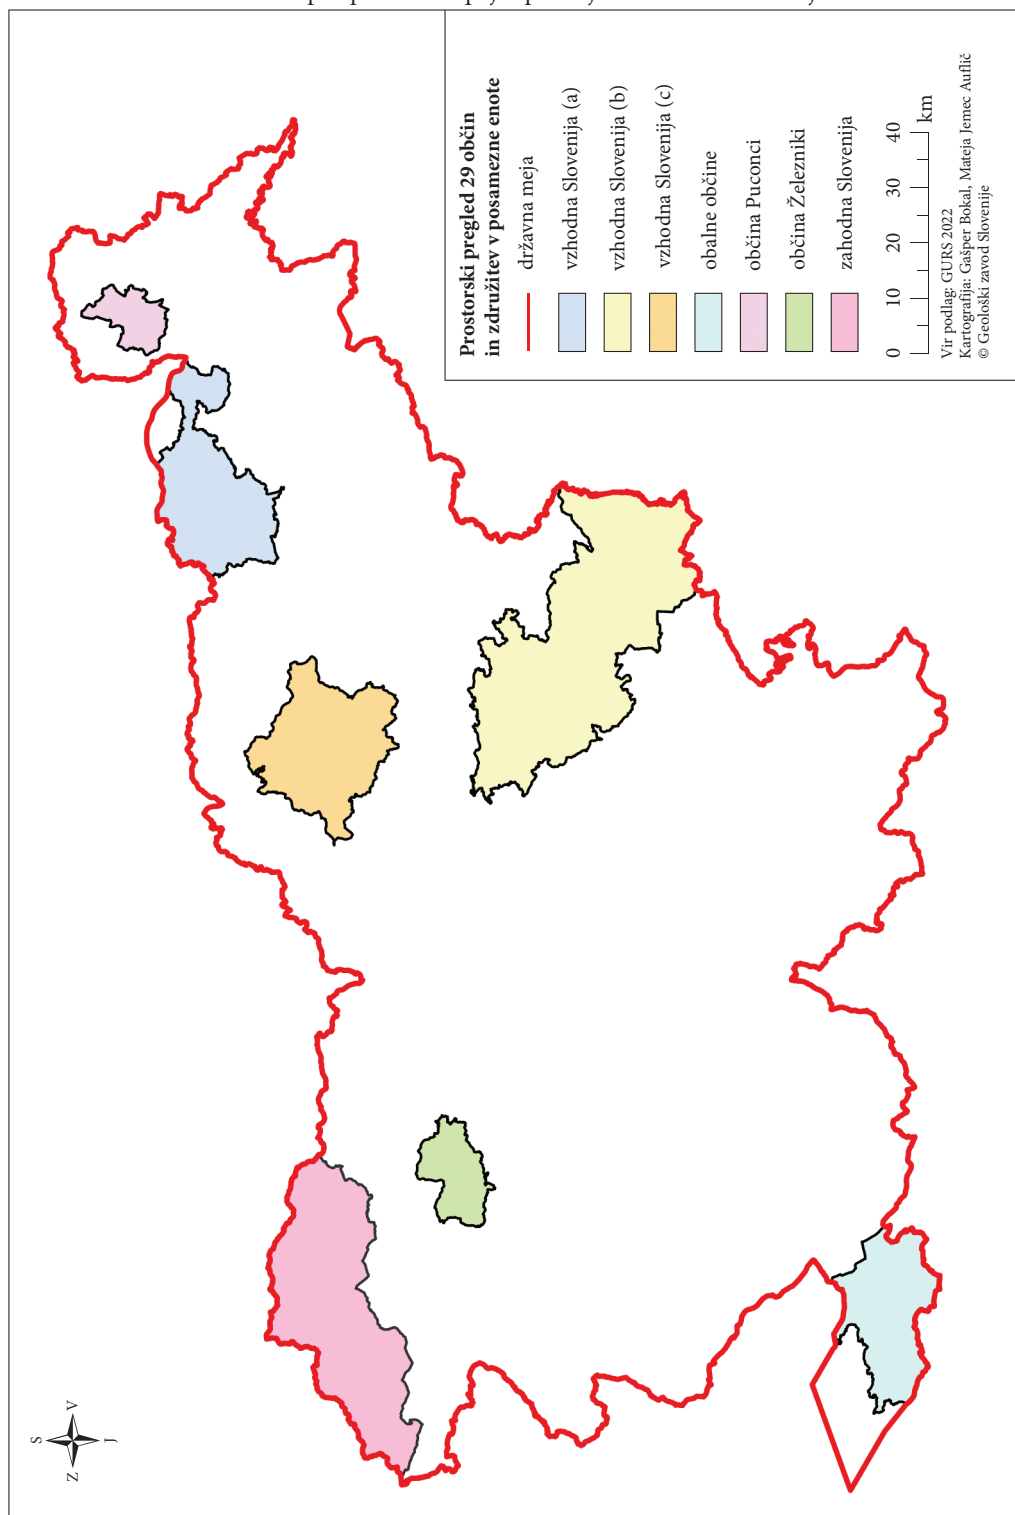 S
V
J
Z
Prostorski pregled 29 občin
in združitev v posamezne enote
državna meja
vzhodna Slovenija (a)
vzhodna Slovenija (b)
vzhodna Slovenija (c)
obalne občine
občina Puconci
občina Železniki
zahodna Slovenija
0 10 20 30 40
km
Vir podlag: GURS 2022
Kartografija: Gašper Bokal, Mateja Jemec Auflič
© Geološki zavod Slovenije